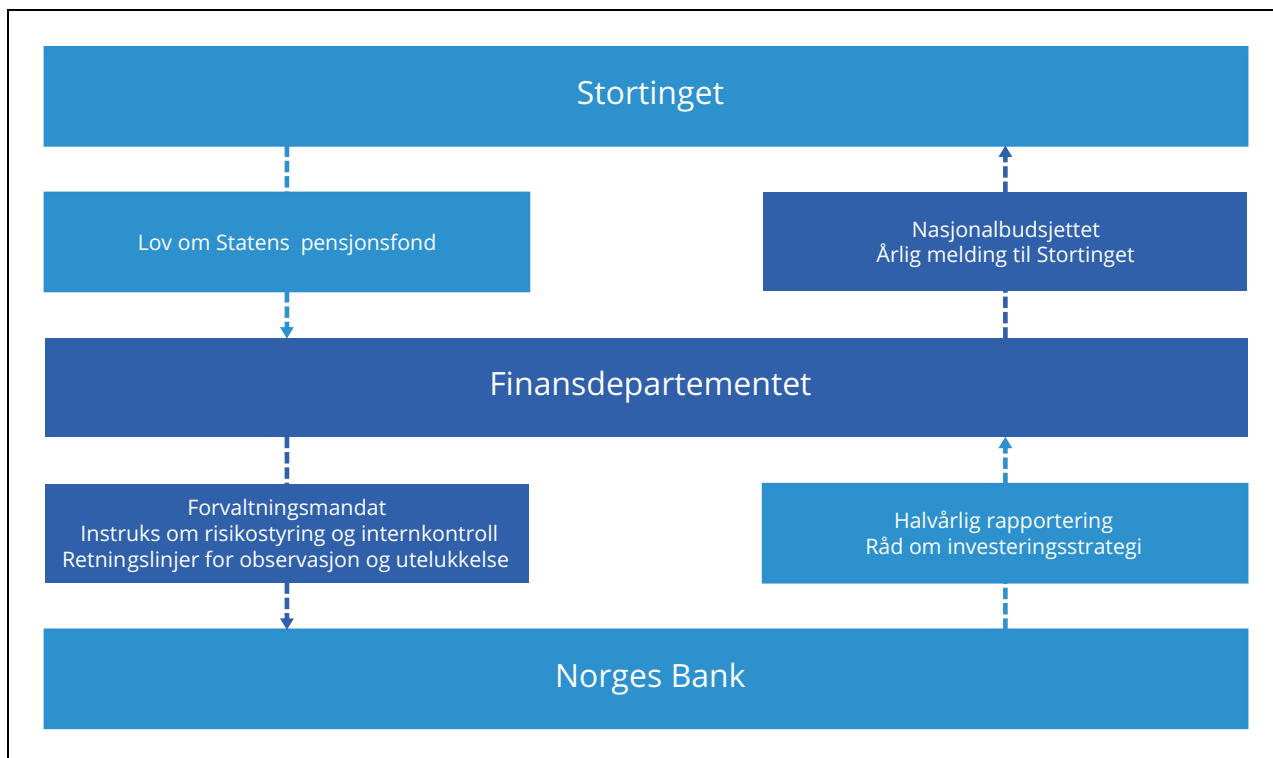 Stortinget
Lov om Statens  pensjonsfond
Nasjonalbudsjettet
Årlig melding til Stortinget
Finansdepartementet
Forvaltningsmandat
Instruks om risikostyring og internkontroll
Retningslinjer for observasjon og utelukkelse
Halvårlig rapportering
Råd om investeringsstrategi
Norges Bank